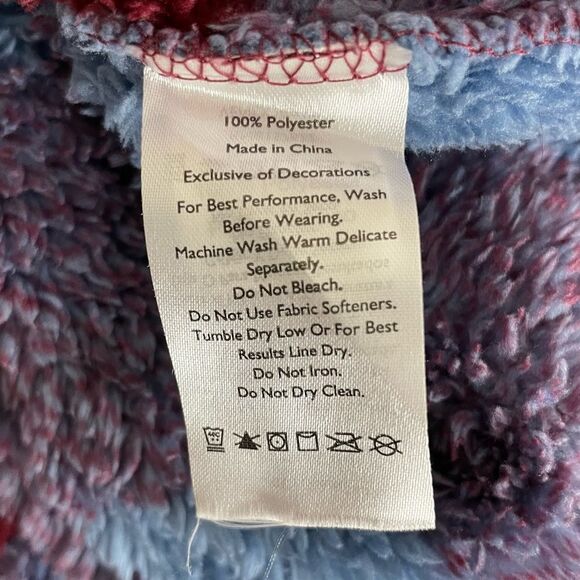 100% Polyester
Made in China
Exclusive of Decorations
For Best Performance, Wash
Before Wearing.
Machine Wash Warm Delicate
Separately.
Do Not Bleach.
Do Not Use Fabric Softeners.
Tumble Dry Low Or For Best
Results Line Dry.
Do Not Iron.
Do Not Dry Clean.